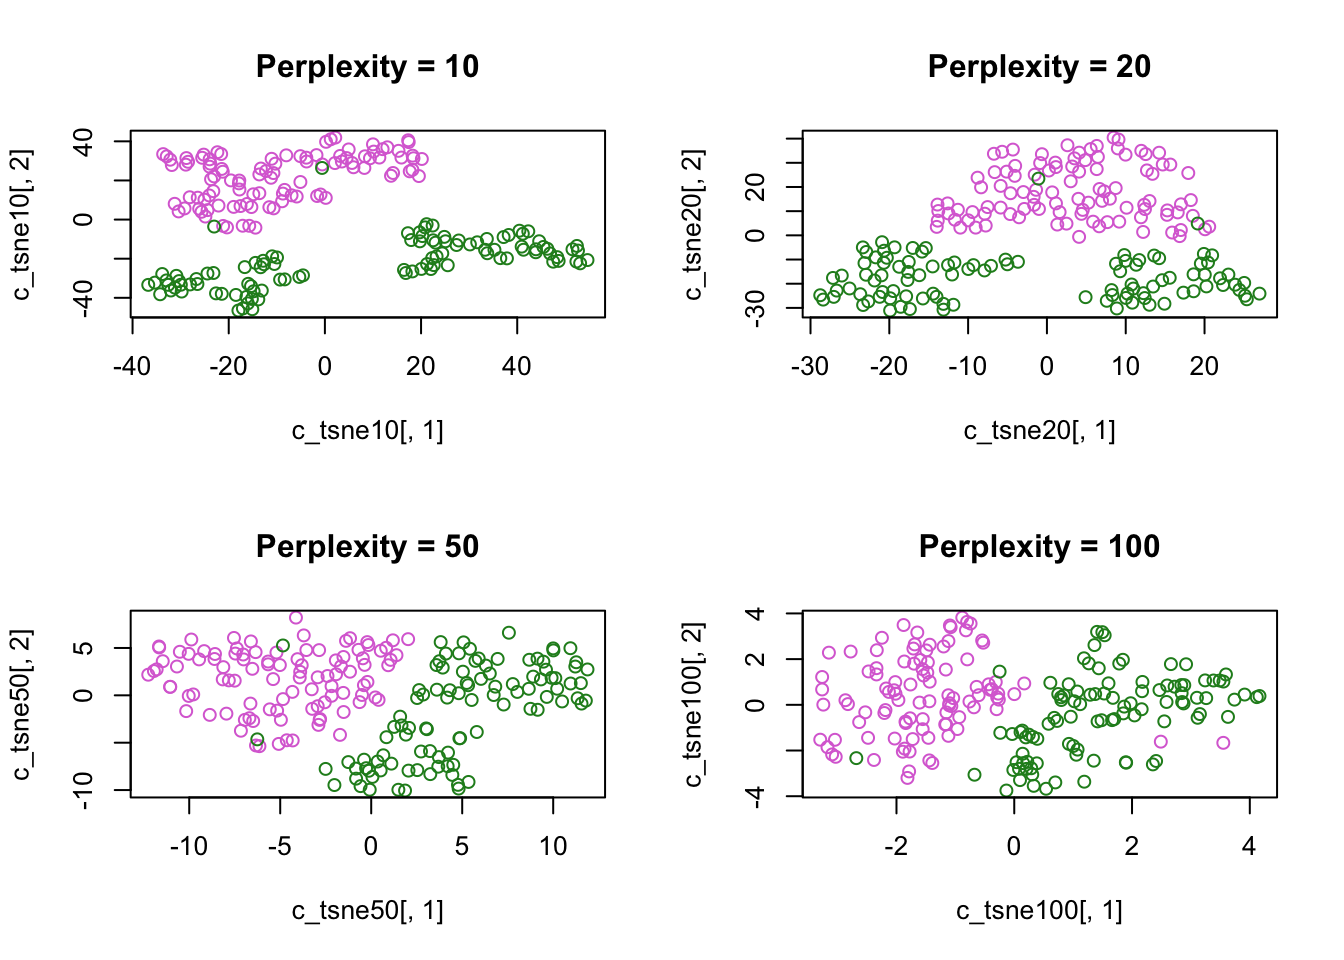 Perplexity = 10
c_tsne10[, 2]
40
0
-40
-40 -20 0 20 40
c_tsne10[, 1]
Perplexity = 20
c_tsne20[, 2]
20
0
-30
-30 -20 -10 0 10 20
c_tsne20[, 1]
Perplexity = 50
c_tsne50[, 2]
5
0
-10
-10 -5 0 5 10
c_tsne50[, 1]
Perplexity = 100
c_tsne100[, 2]
4
2
0
-4
-2 0 2 4
c_tsne100[, 1]